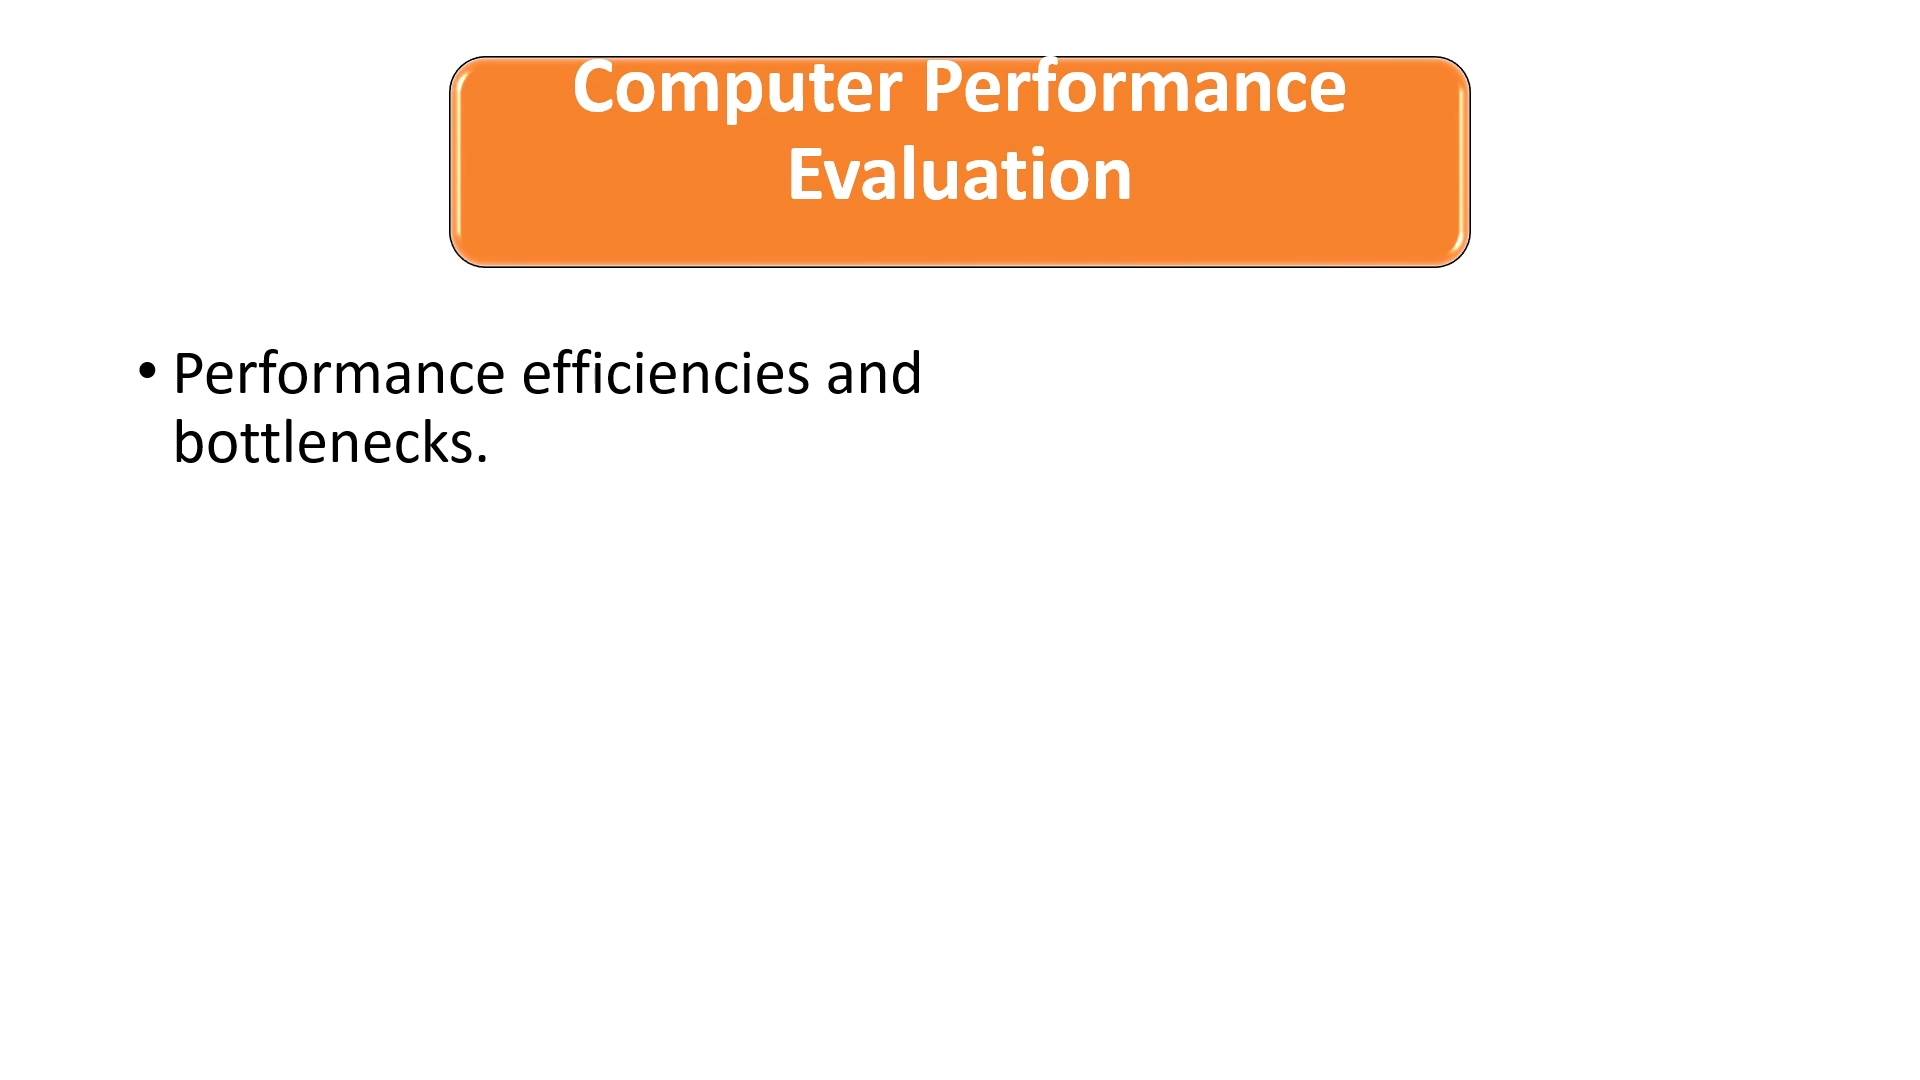 Computer Performance
Evaluation
• Performance efficiencies and
bottlenecks.